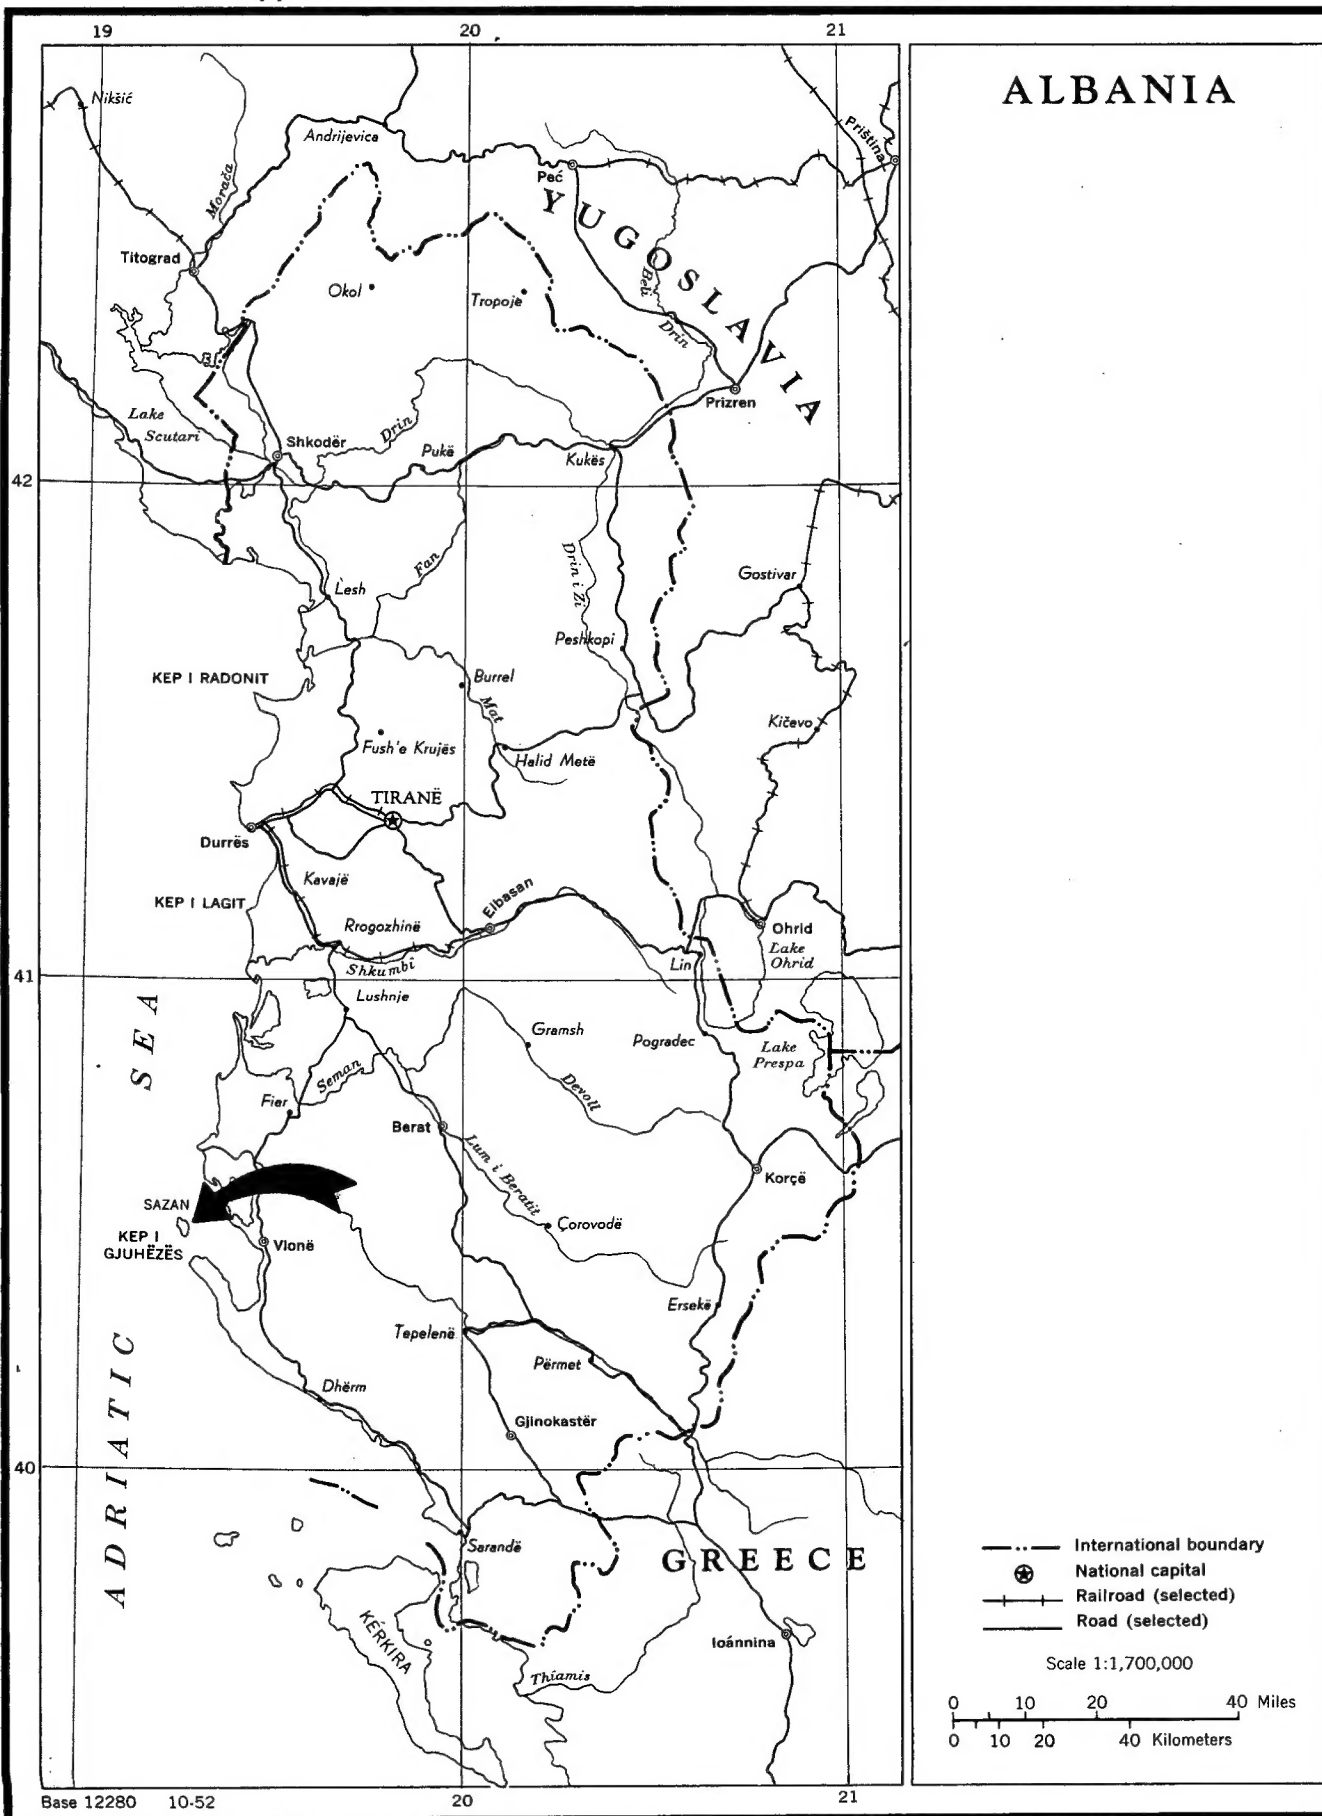 19
20
21
ALBANIA
Nikšić
Andrijevica
Priština
Morača
Peć
YUGOSLAVIA
Titograd
Okol
Tropoje
Beli
Drin
Prizren
Lake
Scutari
Shkodër
Drin
Pukë
Kukës
42
Fan
Drin i Zi
Gostivar
Lesh
Peshkopi
KEP I RADONIT
Burrel
Mat
Kičevo
Fush'e Krujës
Halid Metë
TIRANË
Durrës
Kavajë
KEP I LAGIT
Elbasan
Rrogozhinë
Ohrid
Lake
Ohrid
Lin
Shkumbî
41
Lushnje
SEA
Gramsh
Pogradec
Lake
Prespa
Seman
Devoll
Fier
Berat
Lum i Beratit
Korçë
SAZAN
Çorovodë
KEP I
GJUHËZËS
Vlonë
Ersekë
Tepelenë
Përmet
Dhërm
ADRIATIC
Gjinokastër
40
Sarandë
GREECE
KÉRKIRA
Ioánnina
Thíamis
International boundary
National capital
Railroad (selected)
Road (selected)
Scale 1:1,700,000
0 10 20 40 Miles
0 10 20 40 Kilometers
Base 12280 10-52
20
21